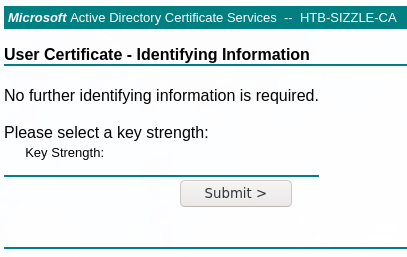 Microsoft Active Directory Certificate Services -- HTB-SIZZLE-CA
User Certificate - Identifying Information
No further identifying information is required.
Please select a key strength:
Key Strength:
Submit >